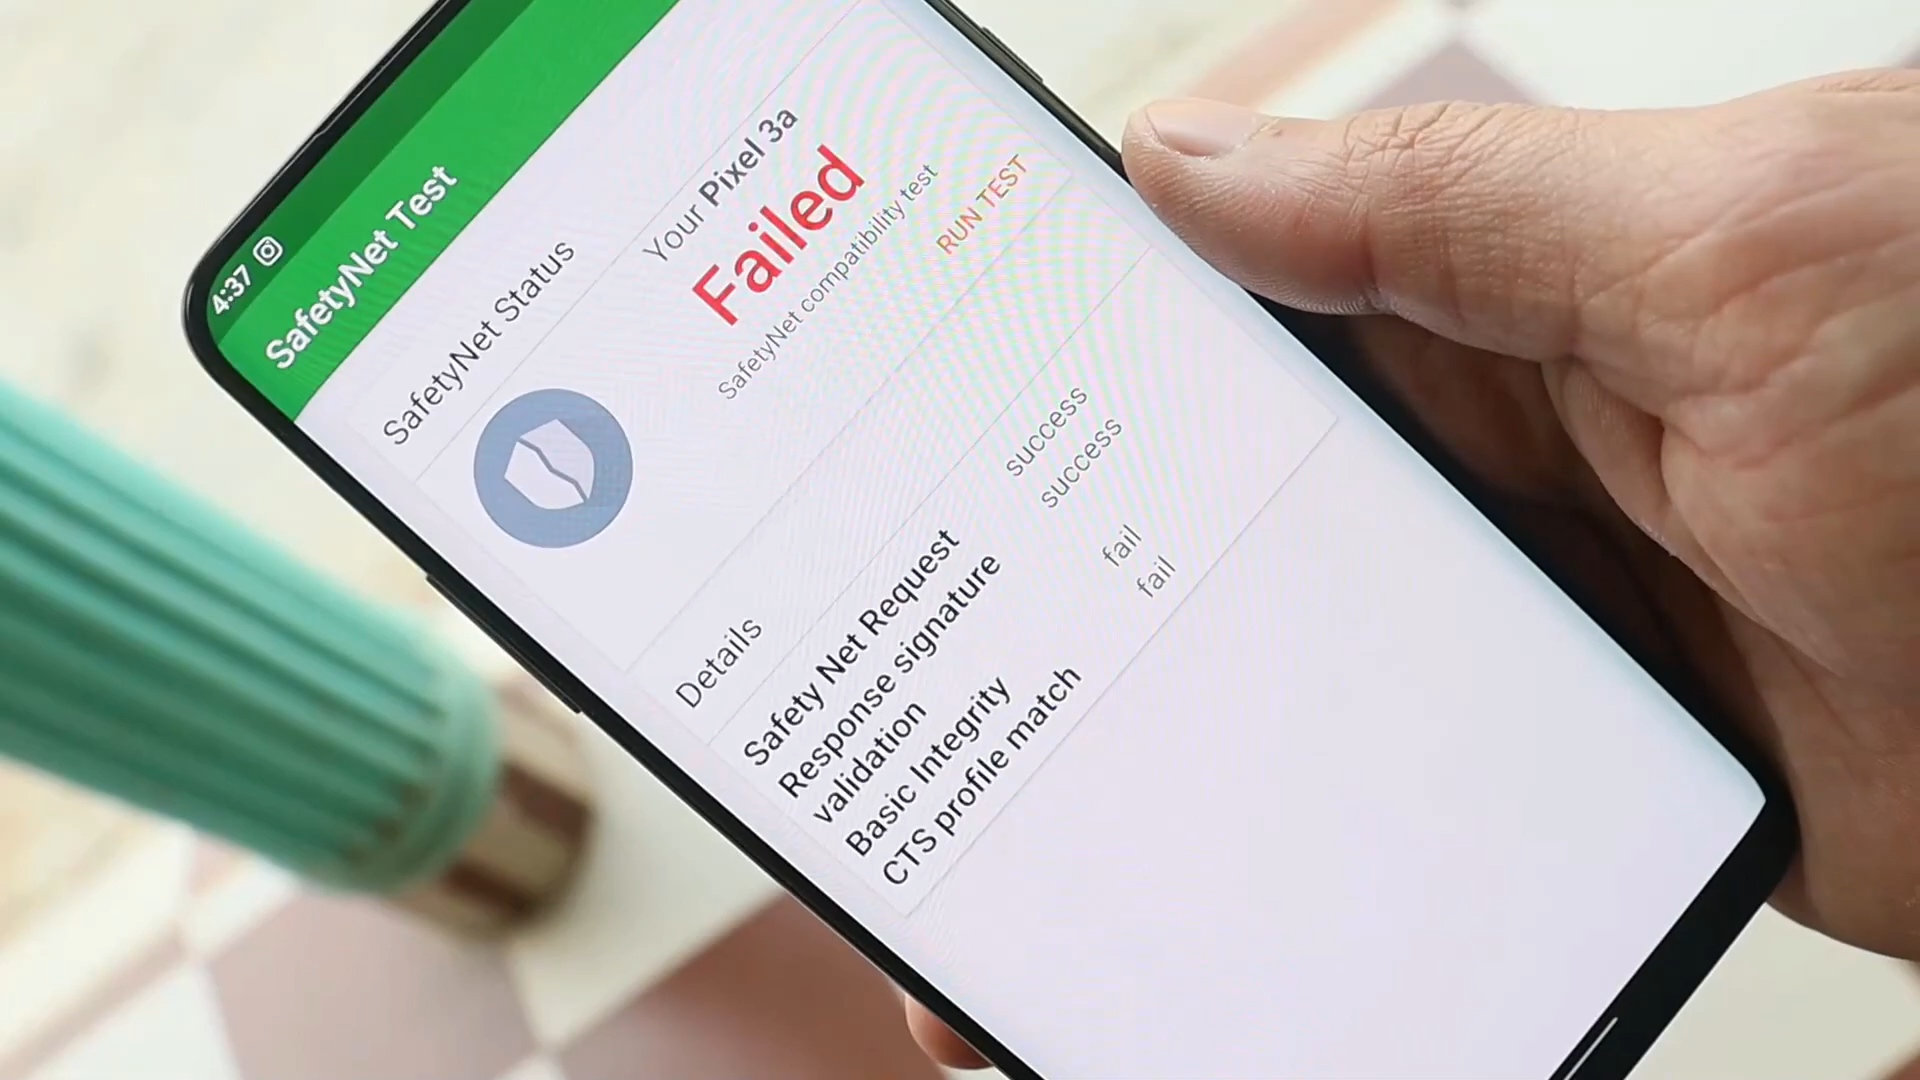 4:37
SafetyNet Test
SafetyNet Status
Your Pixel 3a
Failed
SafetyNet compatibility test
RUN TEST
Details
Safety Net Request success
Response signature success
validation
Basic Integrity fail
CTS profile match fail